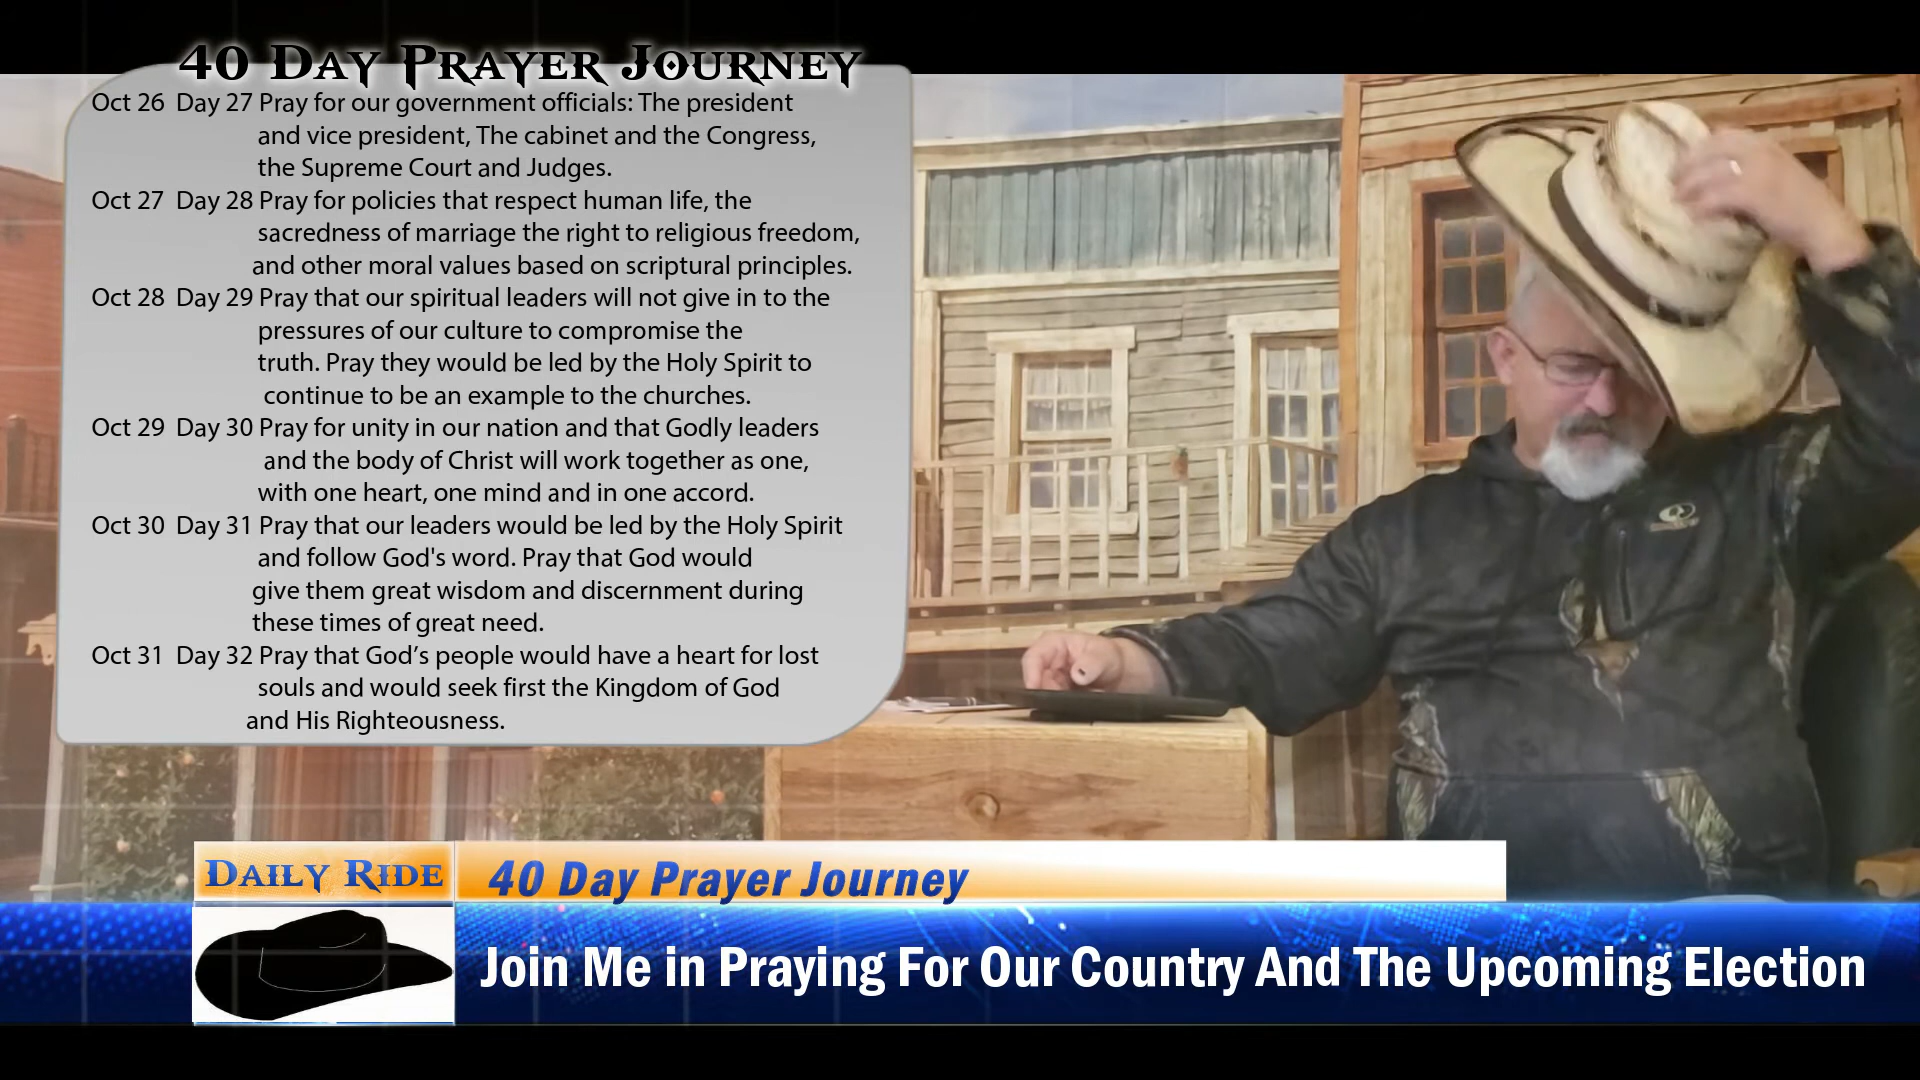 40 Day Prayer Journey
Oct 26 Day 27 Pray for our government officials: The president
and vice president, The cabinet and the Congress,
the Supreme Court and Judges.
Oct 27 Day 28 Pray for policies that respect human life, the
sacredness of marriage the right to religious freedom,
and other moral values based on scriptural principles.
Oct 28 Day 29 Pray that our spiritual leaders will not give in to the
pressures of our culture to compromise the
truth. Pray they would be led by the Holy Spirit to
continue to be an example to the churches.
Oct 29 Day 30 Pray for unity in our nation and that Godly leaders
and the body of Christ will work together as one,
with one heart, one mind and in one accord.
Oct 30 Day 31 Pray that our leaders would be led by the Holy Spirit
and follow God's word. Pray that God would
give them great wisdom and discernment during
these times of great need.
Oct 31 Day 32 Pray that God’s people would have a heart for lost
souls and would seek first the Kingdom of God
and His Righteousness.
Daily Ride
40 Day Prayer Journey
Join Me in Praying For Our Country And The Upcoming Election